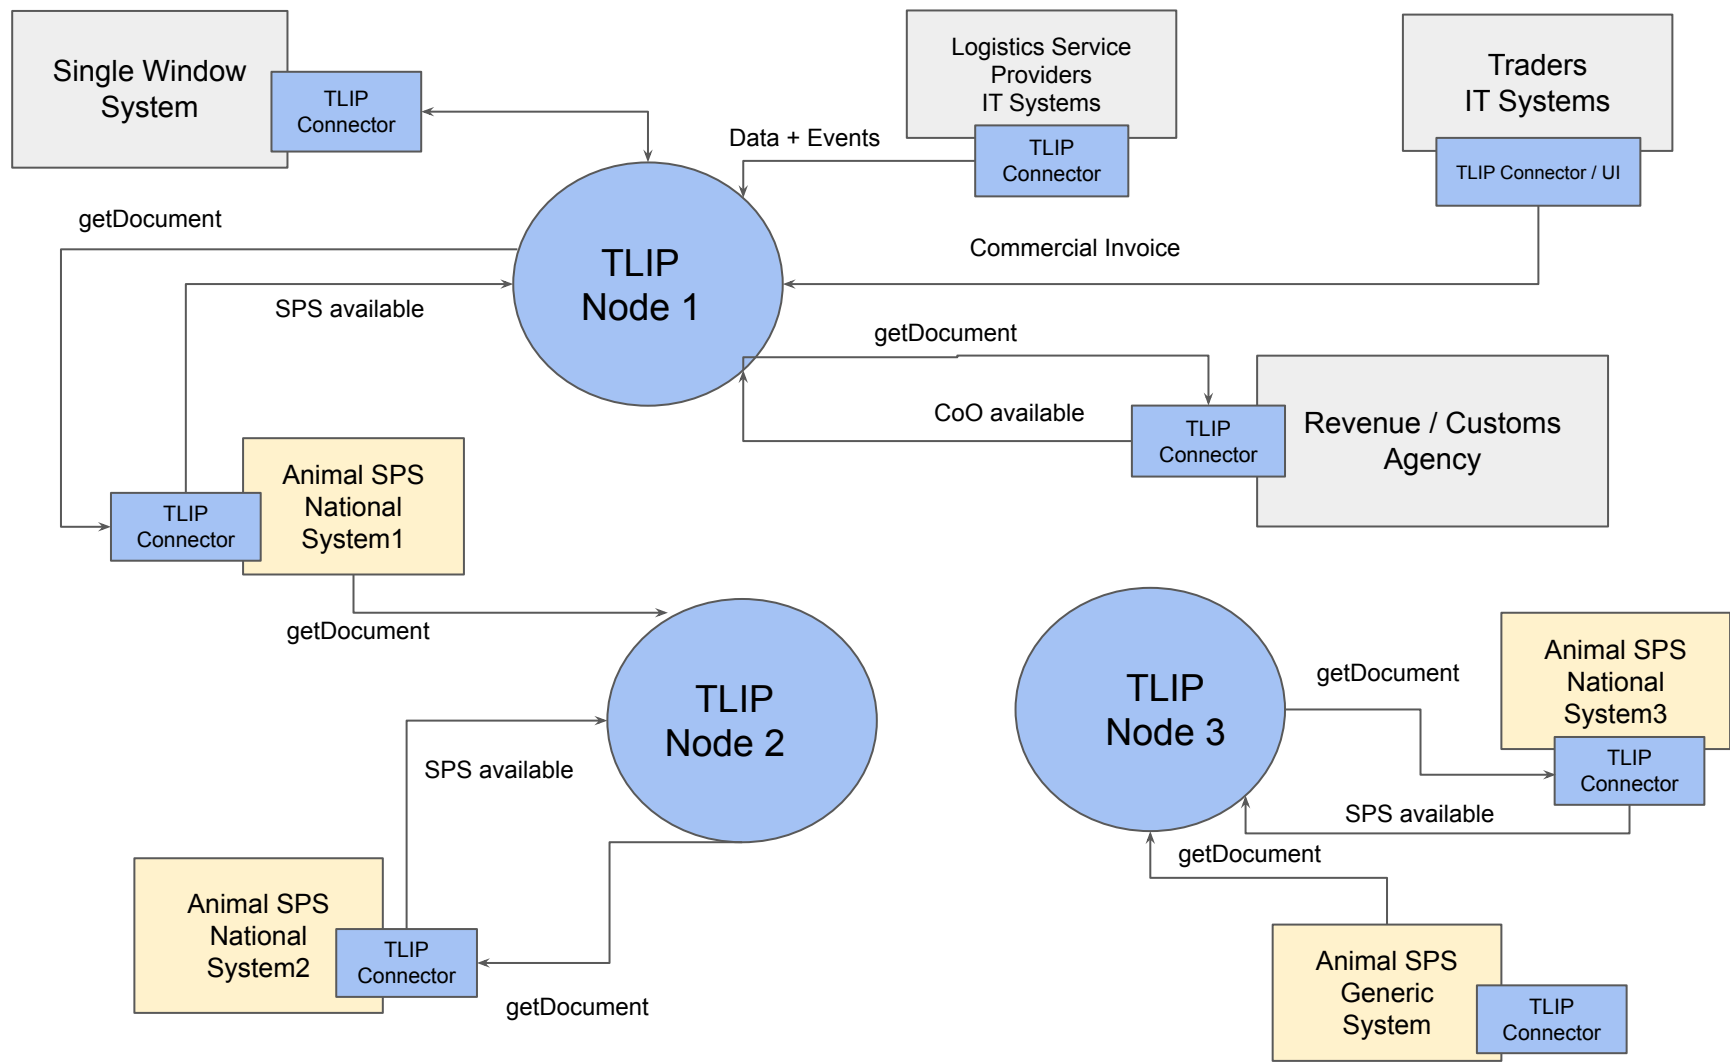 Single Window
System
TLIP
Connector
Logistics Service
Providers
IT Systems
TLIP
Connector
Traders
IT Systems
TLIP Connector / UI
Data + Events
getDocument
Commercial Invoice
TLIP
Node 1
SPS available
getDocument
CoO available
TLIP
Connector
Revenue / Customs
Agency
Animal SPS
National
System1
TLIP
Connector
getDocument
TLIP
Node 2
SPS available
TLIP
Node 3
getDocument
Animal SPS
National
System3
TLIP
Connector
SPS available
getDocument
Animal SPS
National
System2
TLIP
Connector
getDocument
Animal SPS
Generic
System
TLIP
Connector